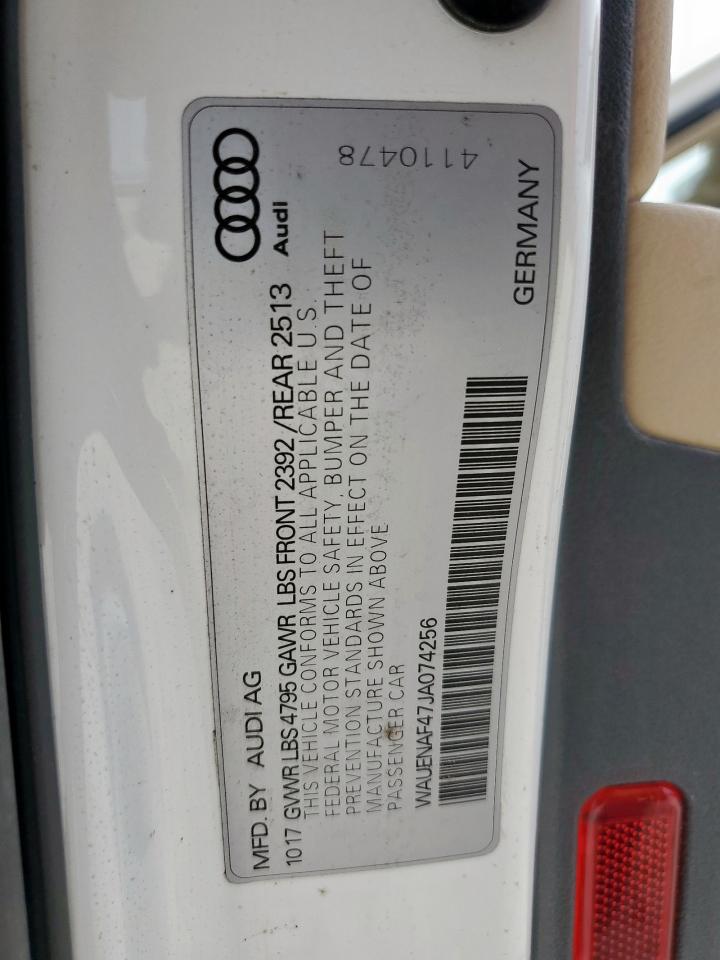 Audi
4110478
MFD. BY AUDI AG
1017 GVWR LBS 4795 GAWR LBS FRONT 2392 /REAR 2513
THIS VEHICLE CONFORMS TO ALL APPLICABLE U.S.
FEDERAL MOTOR VEHICLE SAFETY, BUMPER AND THEFT
PREVENTION STANDARDS IN EFFECT ON THE DATE OF
MANUFACTURE SHOWN ABOVE
PASSENGER CAR
WAUENAF47JA074256
GERMANY